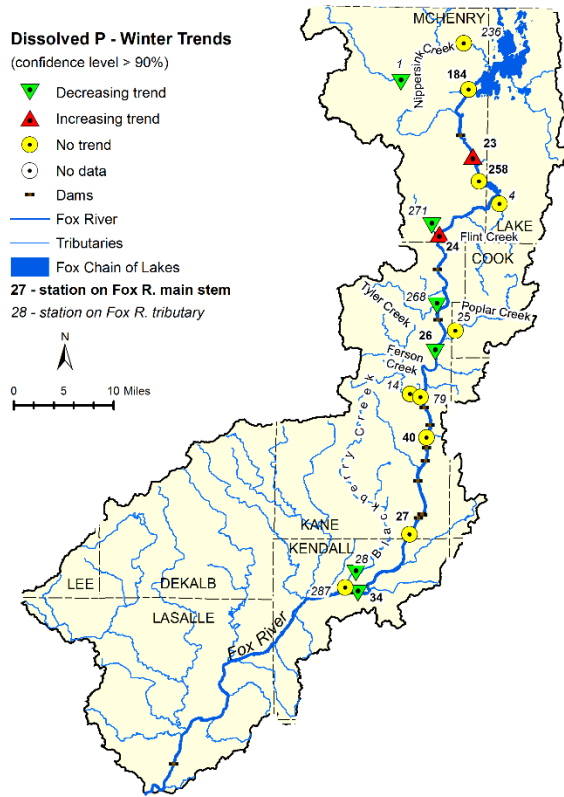 Dissolved P - Winter Trends
(confidence level > 90%)
Decreasing trend
Increasing trend
No trend
No data
Dams
Fox River
Tributaries
Fox Chain of Lakes
27 - station on Fox R. main stem
28 - station on Fox R. tributary
N
0 5 10 Miles
MCHENRY
236
Nippersink Creek
1
184
23
258
4
271
LAKE
24
Flint Creek
COOK
268
Tyler Creek
Poplar Creek
25
26
Ferson
Creek
14
79
Blackberry Creek
40
27
KANE
KENDALL
28
287
34
LEE
DEKALB
LASALLE
Fox River